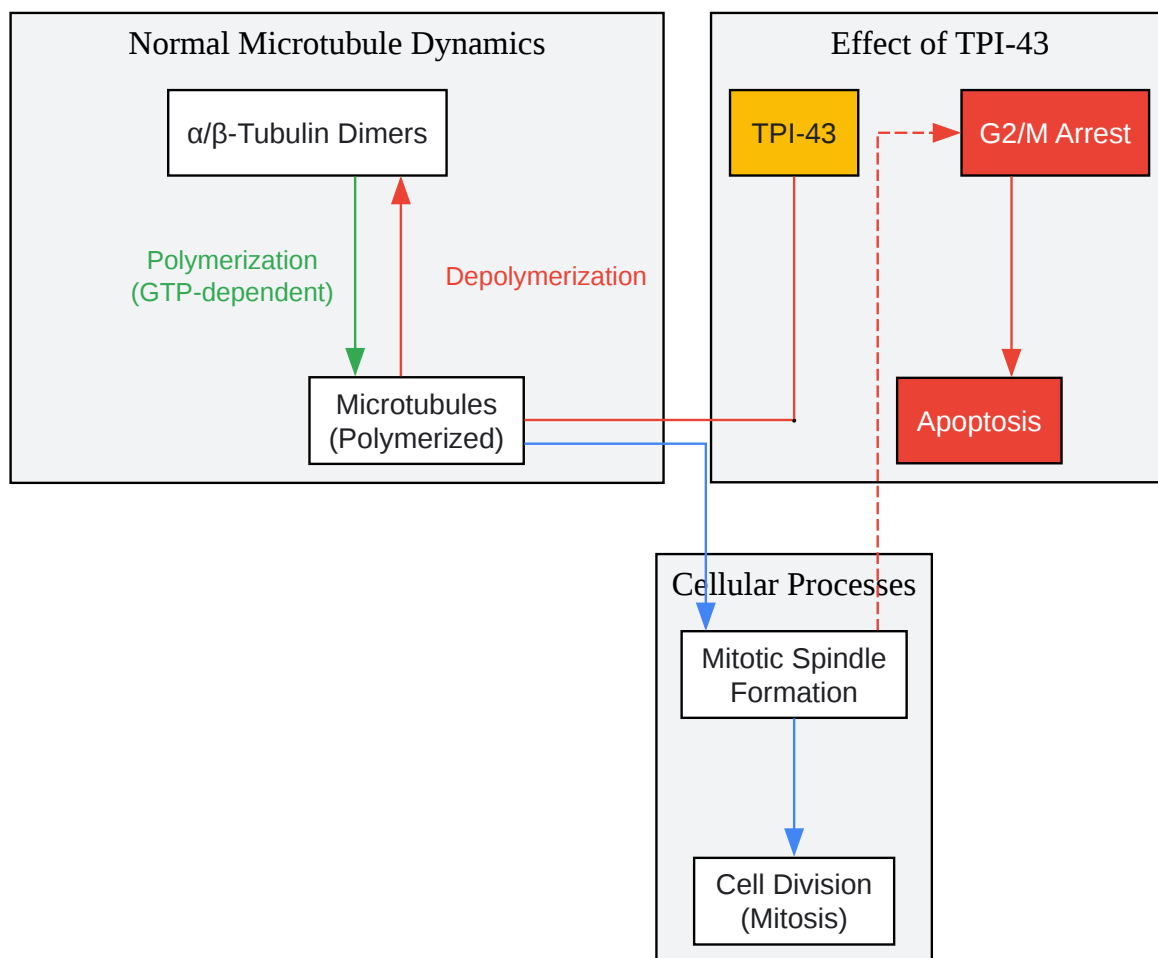 Normal Microtubule Dynamics
α/β-Tubulin Dimers
Polymerization
(GTP-dependent)
Depolymerization
Microtubules
(Polymerized)
Effect of TPI-43
TPI-43
G2/M Arrest
Apoptosis
Cellular Processes
Mitotic Spindle
Formation
Cell Division
(Mitosis)